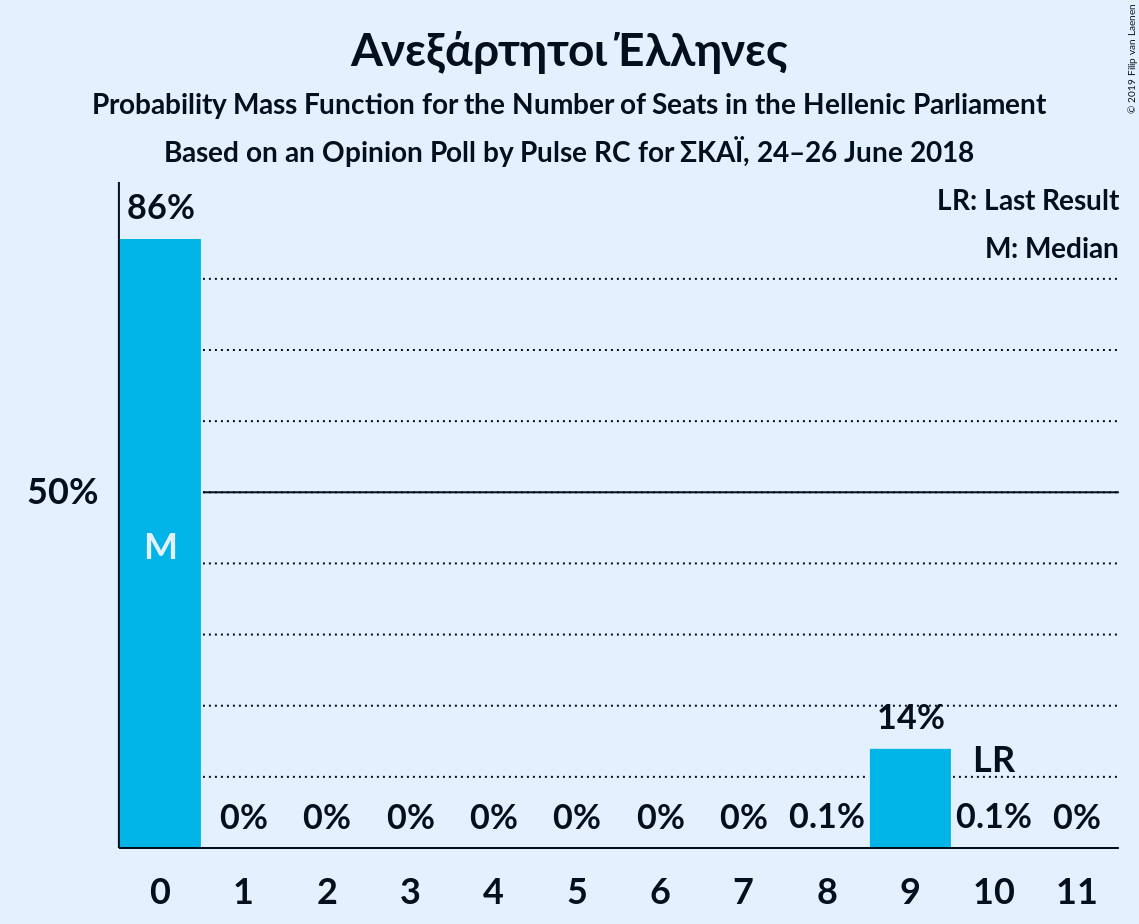 Ανεξάρτητοι Έλληνες
Probability Mass Function for the Number of Seats in the Hellenic Parliament
Based on an Opinion Poll by Pulse RC for ΣΚΑΪ, 24–26 June 2018
© 2019 Filip van Laenen
LR: Last Result
M: Median
86%
50%
M
14%
LR
0% 0% 0% 0% 0% 0% 0% 0.1% 0.1% 0%
0 1 2 3 4 5 6 7 8 9 10 11